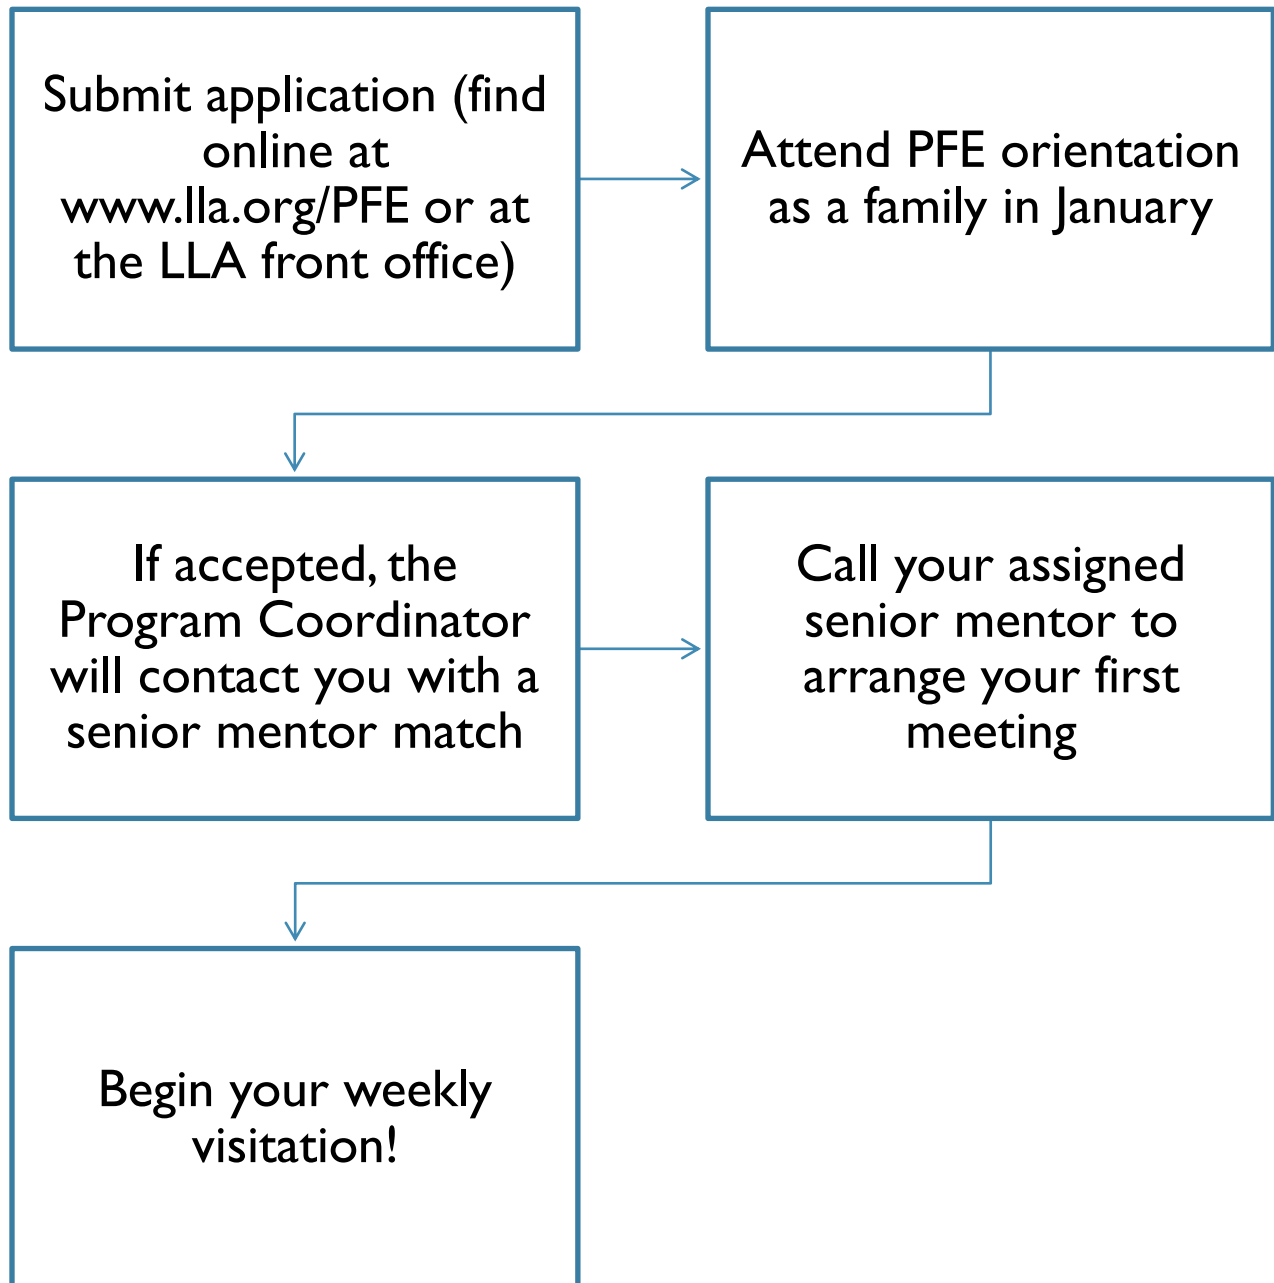 Submit application (find
online at
www.lla.org/PFE or at
the LLA front office)
Attend PFE orientation
as a family in January
If accepted, the
Program Coordinator
will contact you with a
senior mentor match
Call your assigned
senior mentor to
arrange your first
meeting
Begin your weekly
visitation!